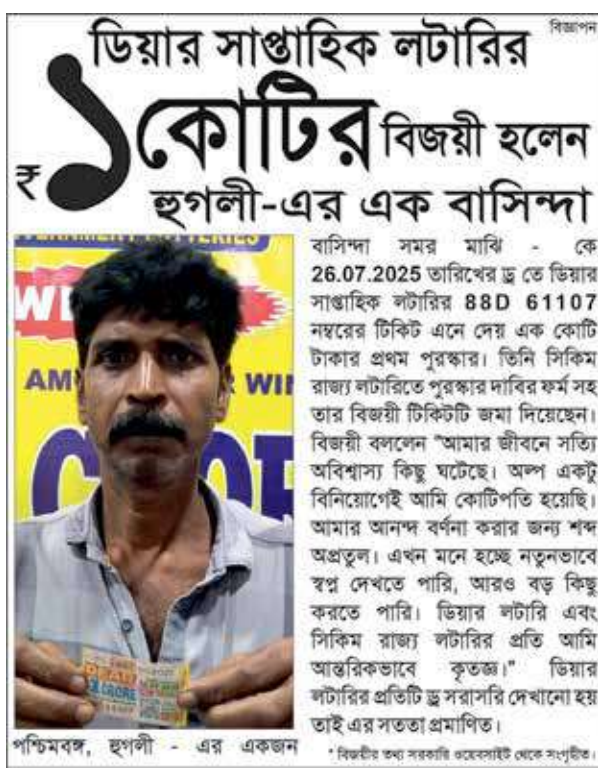 বিজ্ঞাপন
ডিয়ার সাপ্তাহিক লটারির
₹ ১ কোটির বিজয়ী হলেন
হুগলী-এর এক বাসিন্দা
WI
AM WIN
পশ্চিমবঙ্গ, হুগলী - এর একজন
বাসিন্দা সমর মাঝি - কে
26.07.2025 তারিখের ড্র তে ডিয়ার
সাপ্তাহিক লটারির 88D 61107
নম্বরের টিকিট এনে দেয় এক কোটি
টাকার প্রথম পুরস্কার। তিনি সিকিম
রাজ্য লটারিতে পুরস্কার দাবির ফর্ম সহ
তার বিজয়ী টিকিটটি জমা দিয়েছেন।
বিজয়ী বললেন "আমার জীবনে সত্যি
অবিশ্বাস্য কিছু ঘটেছে। অল্প একটু
বিনিয়োগেই আমি কোটিপতি হয়েছি।
আমার আনন্দ বর্ণনা করার জন্য শব্দ
অপ্রতুল। এখন মনে হচ্ছে নতুনভাবে
স্বপ্ন দেখতে পারি, আরও বড় কিছু
করতে পারি। ডিয়ার লটারি এবং
সিকিম রাজ্য লটারির প্রতি আমি
আন্তরিকভাবে কৃতজ্ঞ।" ডিয়ার
লটারির প্রতিটি ড্র সরাসরি দেখানো হয়
তাই এর সততা প্রমাণিত।
* বিজয়ীর তথ্য সরকারি ওয়েবসাইট থেকে সংগৃহীত।